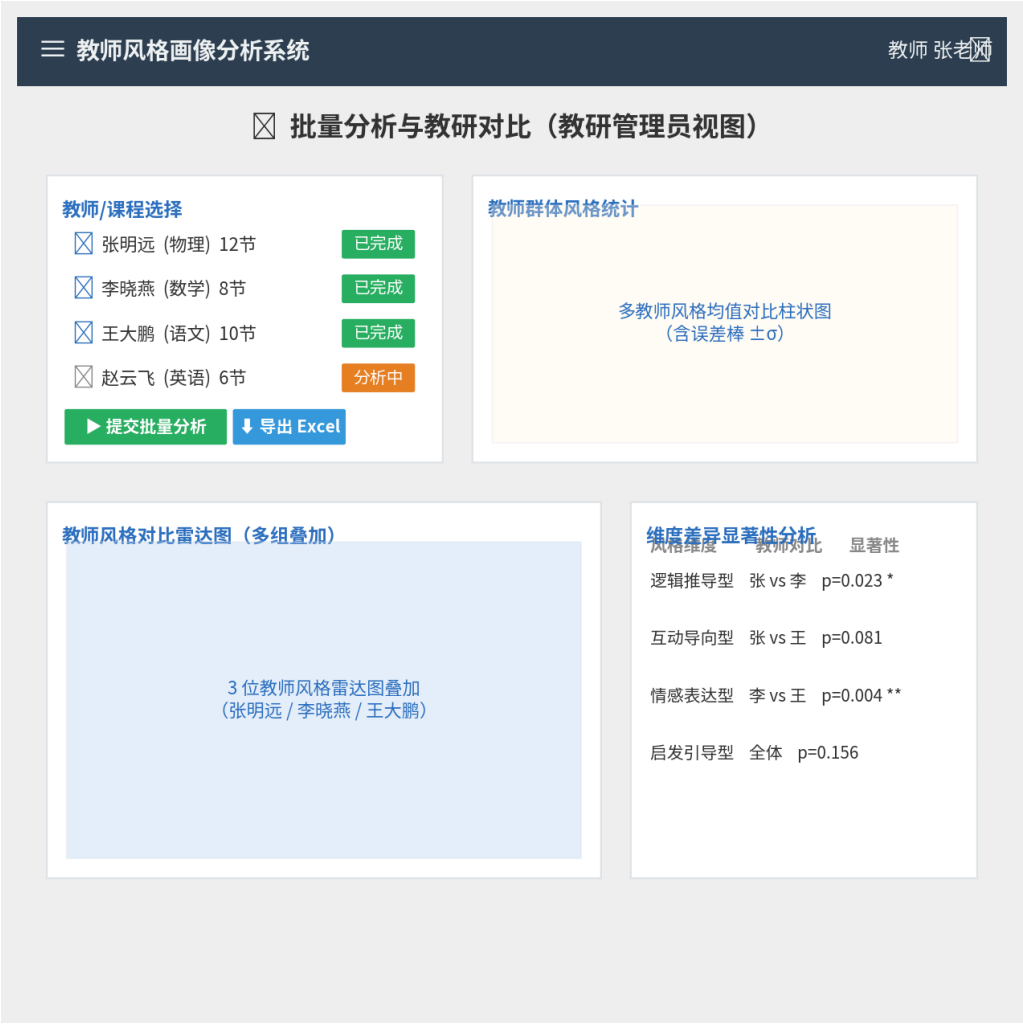 教师风格画像分析系统
教师 张老师
批量分析与教研对比（教研管理员视图）
教师/课程选择
张明远 (物理) 12节
已完成
李晓燕 (数学) 8节
已完成
王大鹏 (语文) 10节
已完成
赵云飞 (英语) 6节
分析中
▶ 提交批量分析
⬇ 导出 Excel
教师群体风格统计
多教师风格均值对比柱状图
（含误差棒 ±σ）
教师风格对比雷达图（多组叠加）
3 位教师风格雷达图叠加
（张明远 / 李晓燕 / 王大鹏）
维度差异显著性分析
风格维度 教师对比 显著性
逻辑推导型 张 vs 李 p=0.023 *
互动导向型 张 vs 王 p=0.081
情感表达型 李 vs 王 p=0.004 **
启发引导型 全体 p=0.156